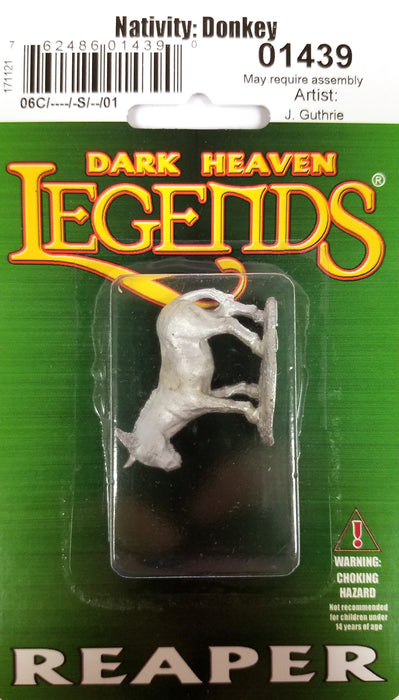 Nativity: Donkey
7 62486 01439 0
171121
06C/----/-S/--/01
01439
May require assembly
Artist:
J. Guthrie
DARK HEAVEN
LEGENDS®
WARNING:
CHOKING
HAZARD
Not recommended
for children under
14 years of age
REAPER